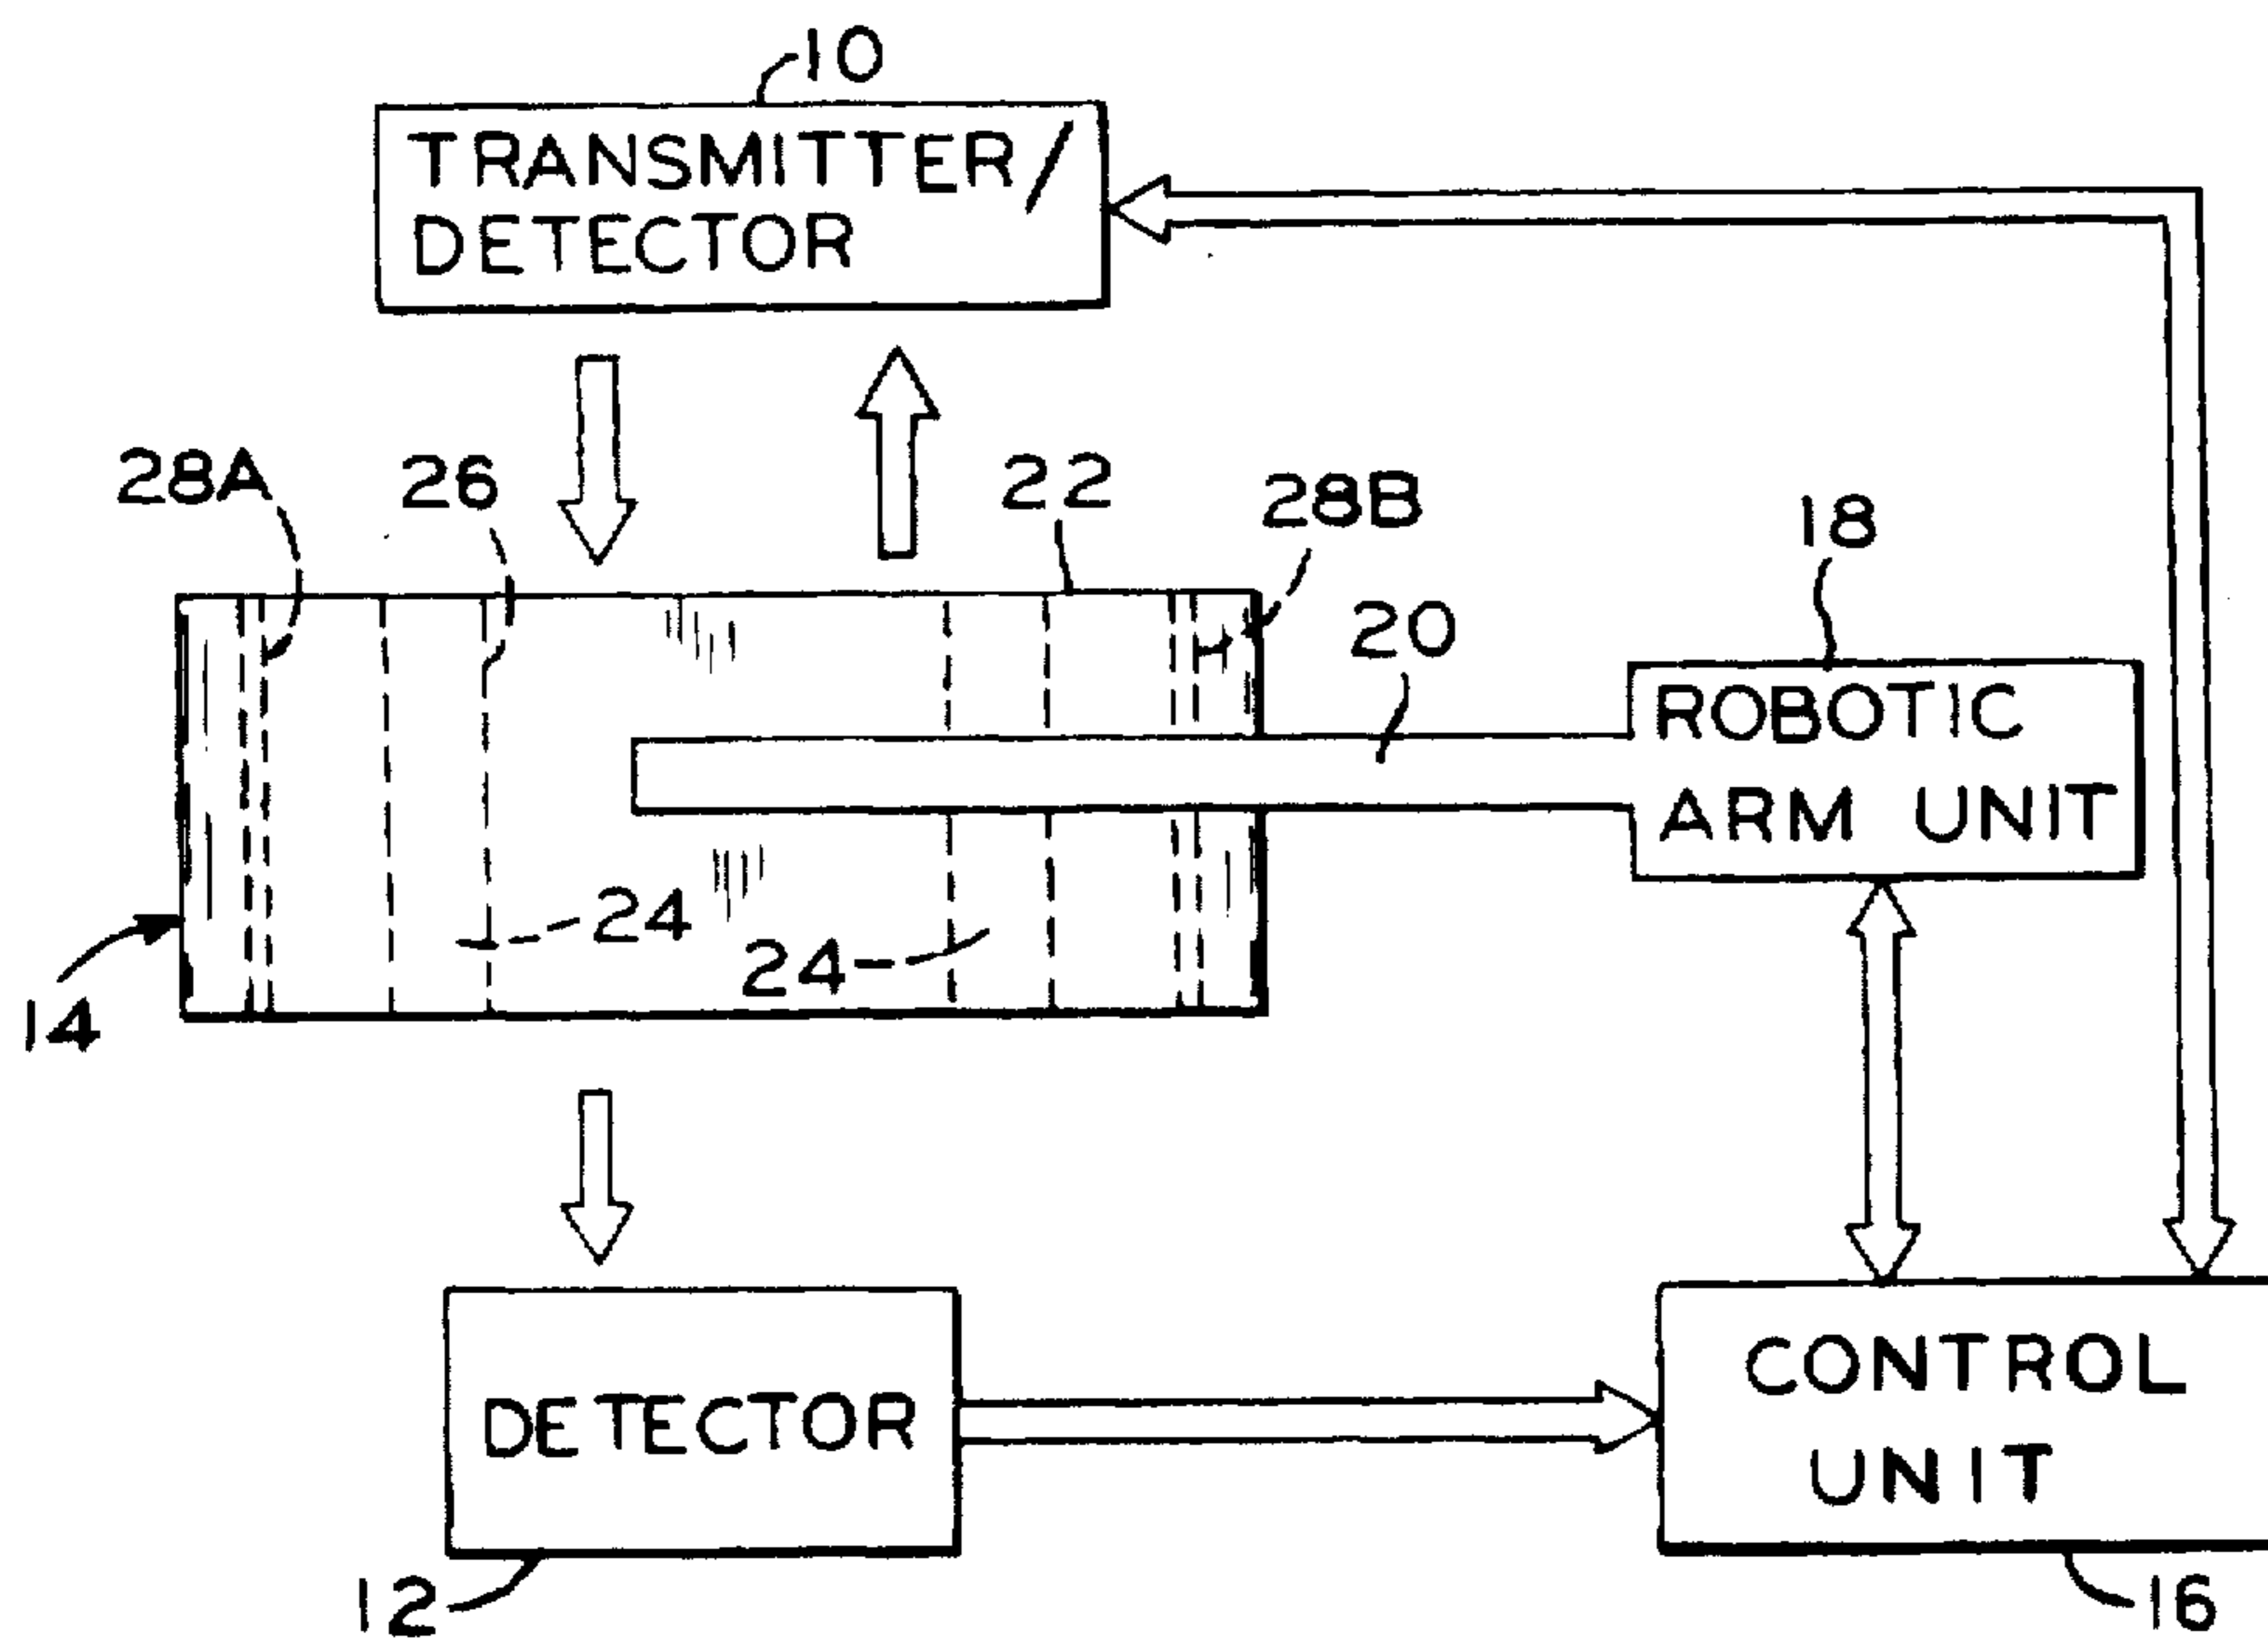 10
TRANSMITTER/
DETECTOR
28A
26
22
28B
18
20
ROBOTIC
ARM UNIT
24
24
14
CONTROL
UNIT
DETECTOR
12
16